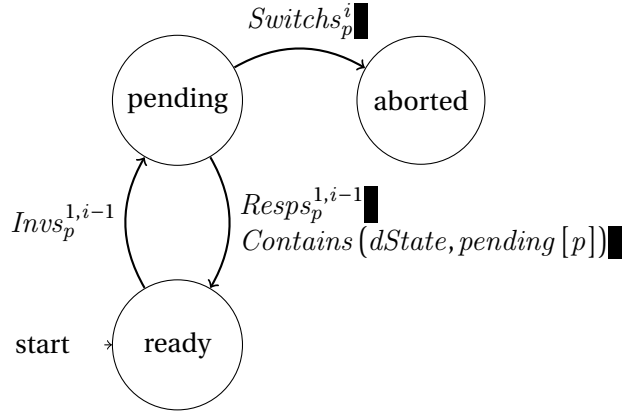 Switchs_p^i
pending
aborted
Invs_p^{1,i−1}
Resps_p^{1,i−1}
Contains(dState, pending[p])
start
ready